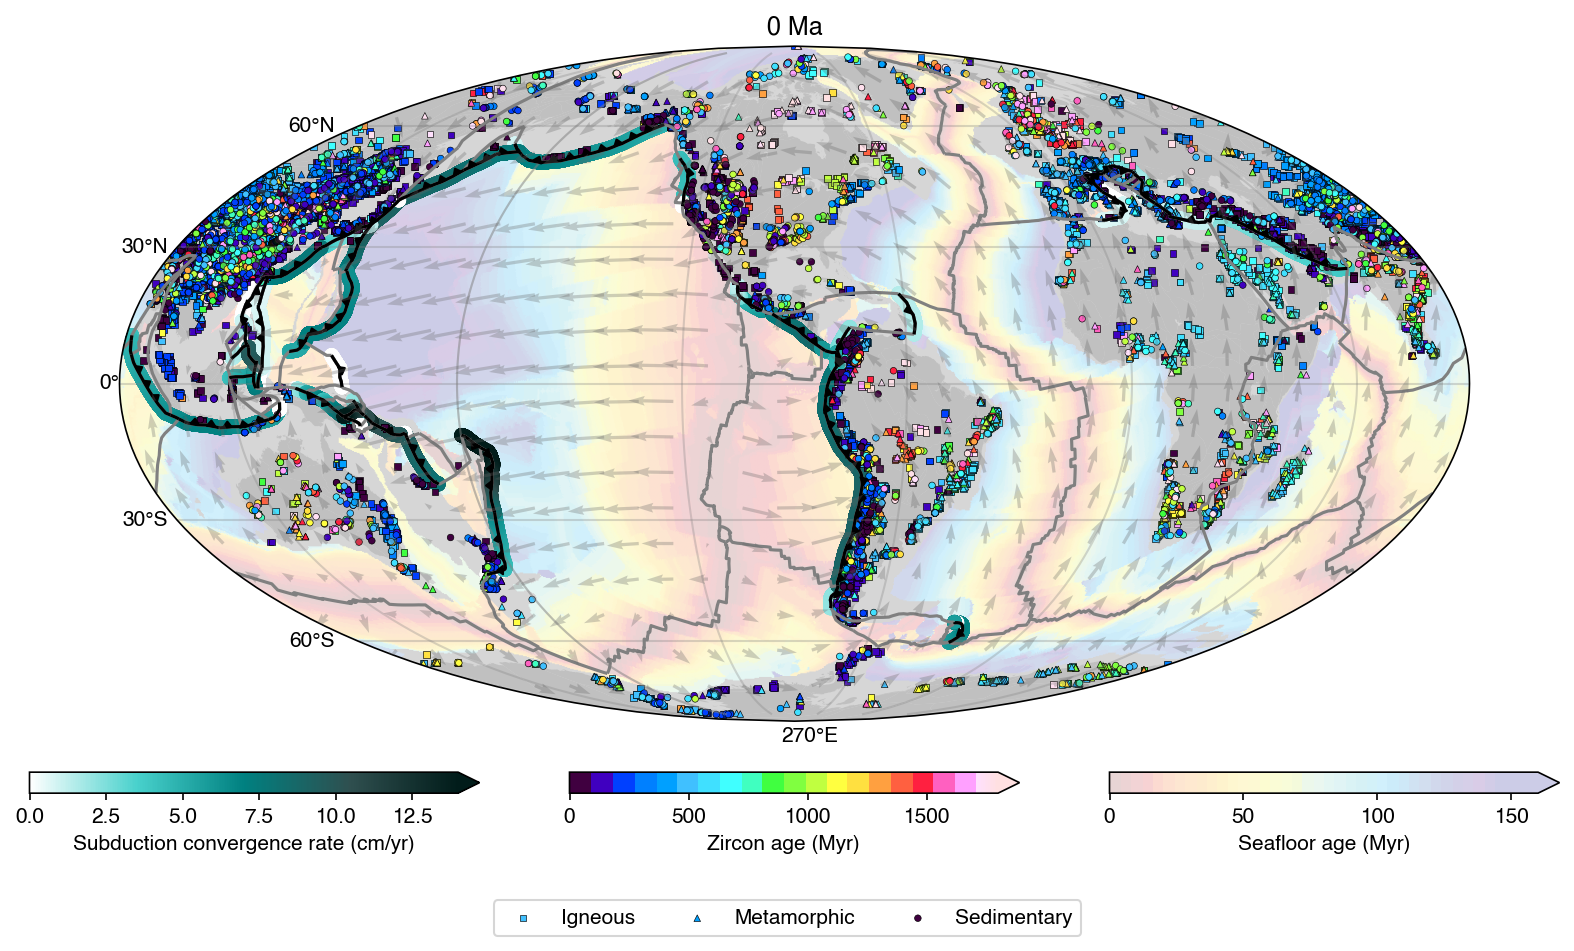 0 Ma
60°N
30°N
0°
30°S
60°S
270°E
0.0 2.5 5.0 7.5 10.0 12.5
Subduction convergence rate (cm/yr)
0 500 1000 1500
Zircon age (Myr)
0 50 100 150
Seafloor age (Myr)
Igneous Metamorphic Sedimentary